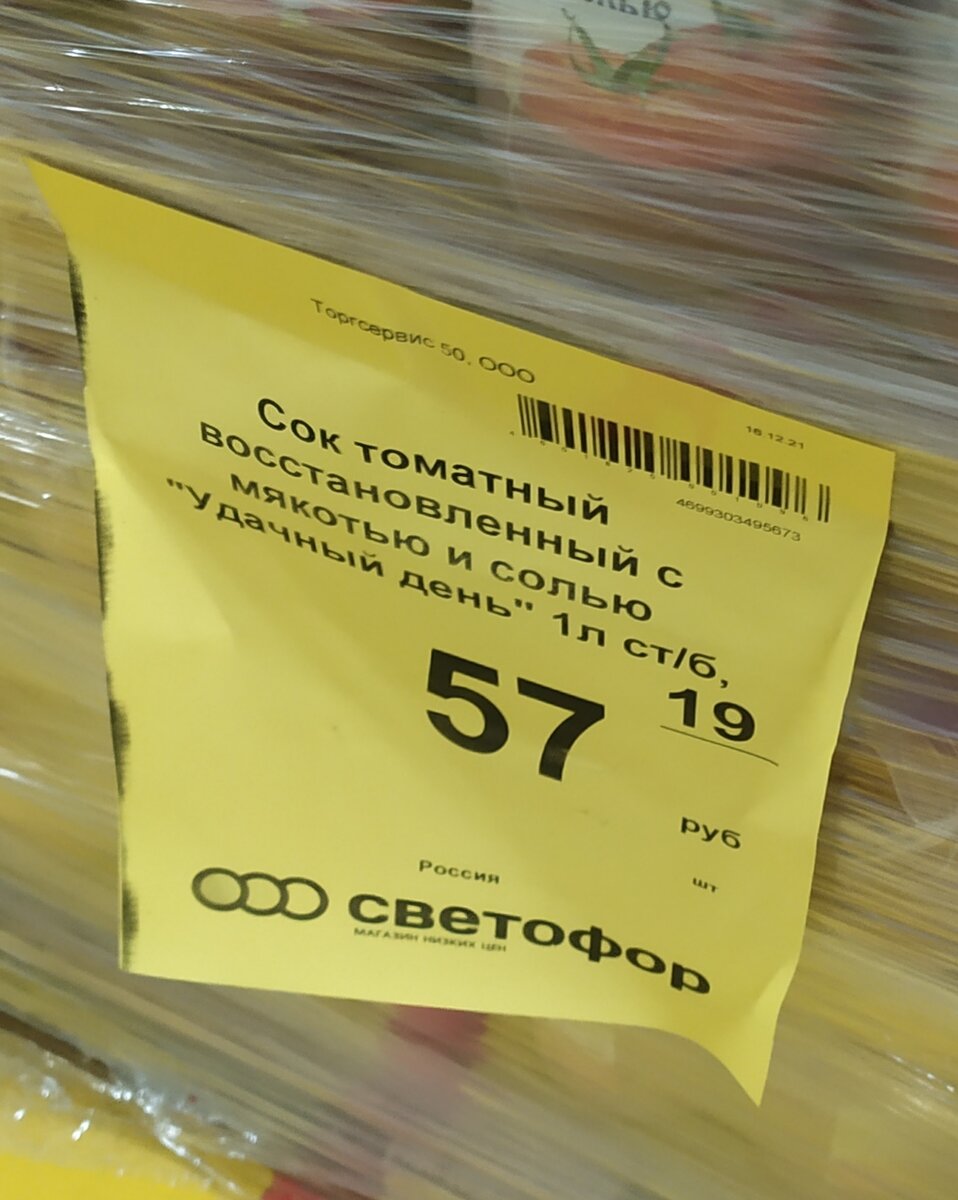 Торгсервис 50, ООО
16.12.21
4699303495673
Сок томатный
восстановленный с
мякотью и солью
"Удачный день" 1л ст/б,
57 19
руб
шт
Россия
светофор
МАГАЗИН НИЗКИХ ЦЕН